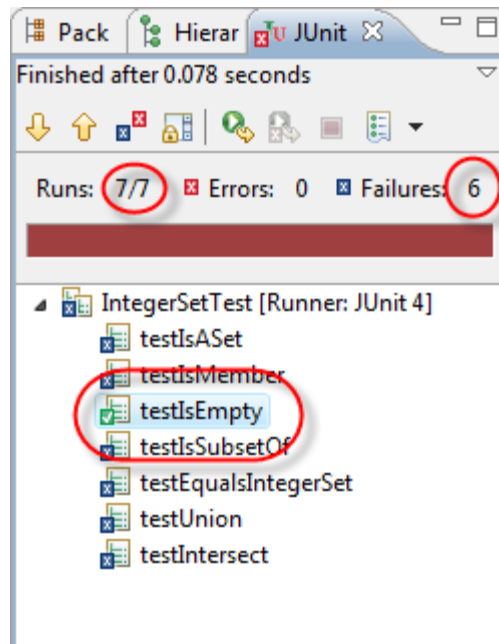 Pack Hierar JU JUnit
Finished after 0.078 seconds
Runs: 7/7 Errors: 0 Failures: 6
IntegerSetTest [Runner: JUnit 4]
testIsASet
testIsMember
testIsEmpty
testIsSubsetOf
testEqualsIntegerSet
testUnion
testIntersect